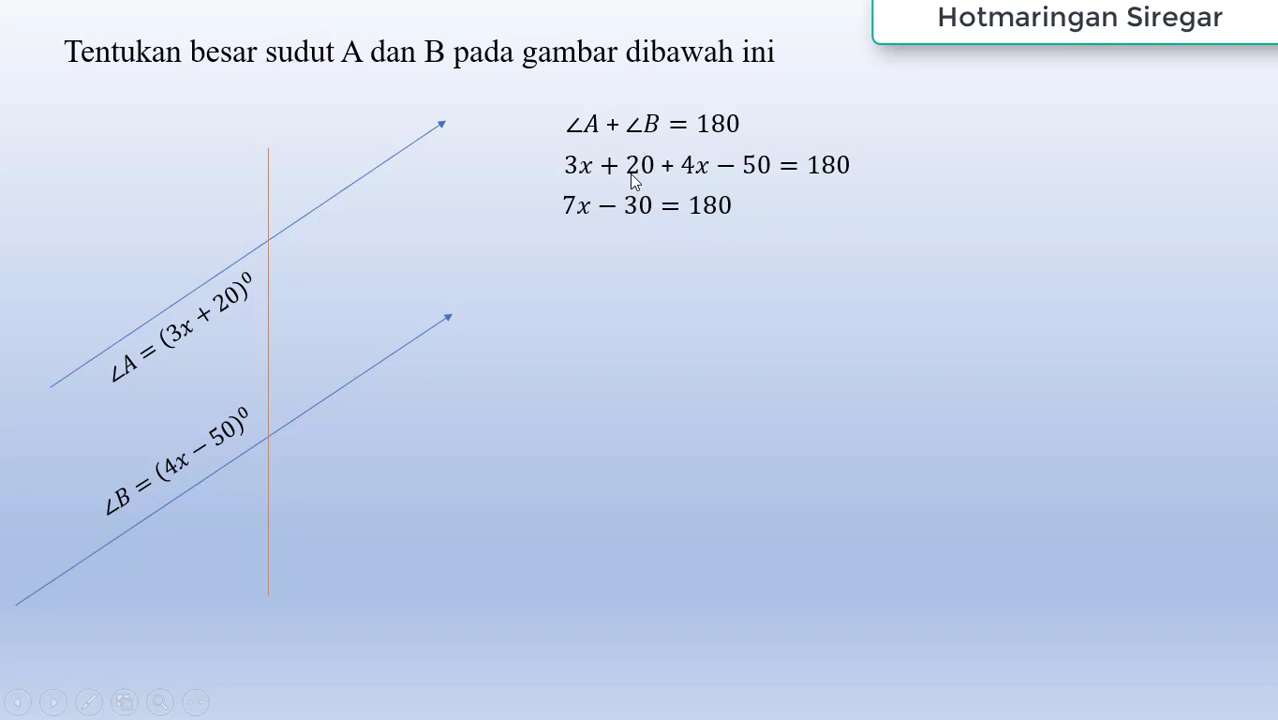 Hotmaringan Siregar
Tentukan besar sudut A dan B pada gambar dibawah ini
∠A + ∠B = 180
3x + 20 + 4x − 50 = 180
7x − 30 = 180
∠A = (3x + 20)⁰
∠B = (4x − 50)⁰